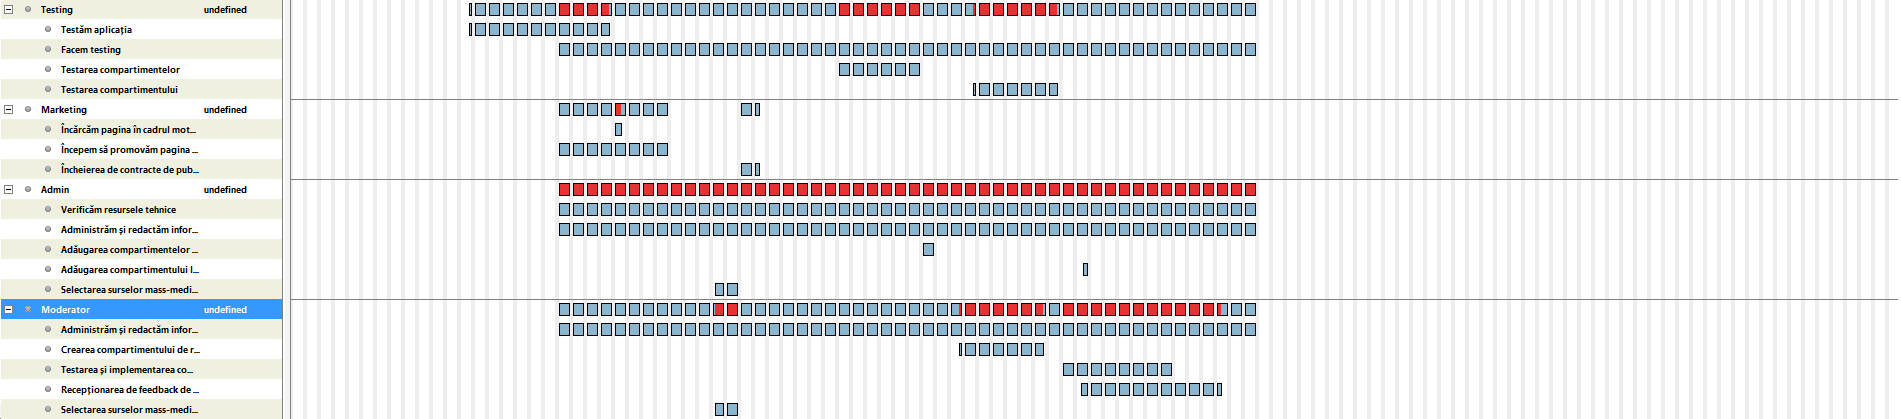 Testing undefined
Testăm aplicația
Facem testing
Testarea compartimentelor
Testarea compartimentului
Marketing undefined
Încărcăm pagina în cadrul mot...
Începem să promovăm pagina ...
Încheierea de contracte de pub...
Admin undefined
Verificăm resursele tehnice
Administrăm și redactăm infor...
Adăugarea compartimentelor ...
Adăugarea compartimentului l...
Selectarea surselor mass-medi...
Moderator undefined
Administrăm și redactăm infor...
Crearea compartimentului de r...
Testarea și implementarea co...
Recepționarea de feedback de ...
Selectarea surselor mass-medi...